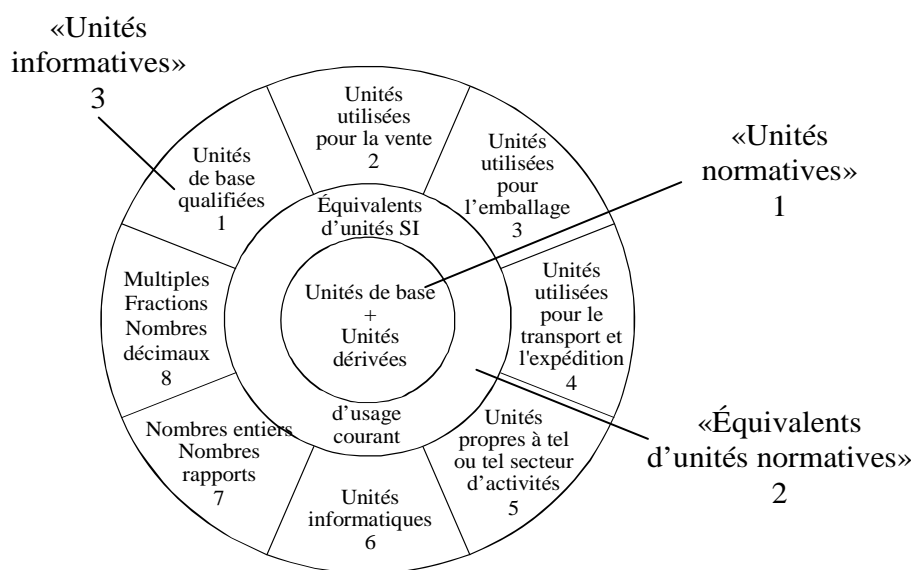 «Unités
informatives»
3
Unités
utilisées
pour la vente
2
Unités
utilisées
pour
l'emballage
3
«Unités
normatives»
1
Unités
de base
qualifiées
1
Équivalents
d'unités SI
Unités de base
+
Unités
dérivées
d'usage
courant
Unités
utilisées
pour le
transport et
l'expédition
4
Multiples
Fractions
Nombres
décimaux
8
Nombres entiers
Nombres
rapports
7
Unités
informatiques
6
Unités
propres à tel
ou tel secteur
d'activités
5
«Équivalents
d'unités normatives»
2